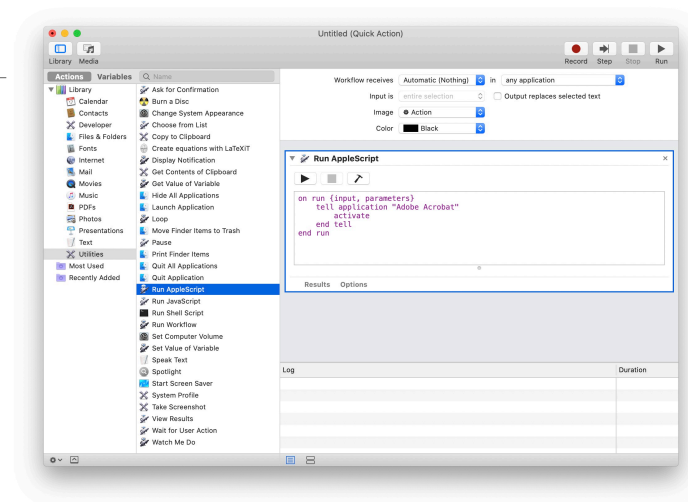 Untitled (Quick Action)
Library Media
Record Step Stop Run
Actions Variables
Name
Library
Calendar
Contacts
Developer
Files & Folders
Fonts
Internet
Mail
Movies
Music
PDFs
Photos
Presentations
Text
Utilities
Most Used
Recently Added
Ask for Confirmation
Burn a Disc
Change System Appearance
Choose from List
Copy to Clipboard
Create equations with LaTeXiT
Display Notification
Get Contents of Clipboard
Get Value of Variable
Hide All Applications
Launch Application
Loop
Move Finder Items to Trash
Pause
Print Finder Items
Quit All Applications
Quit Application
Run AppleScript
Run JavaScript
Run Shell Script
Run Workflow
Set Computer Volume
Set Value of Variable
Speak Text
Spotlight
Start Screen Saver
System Profile
Take Screenshot
View Results
Wait for User Action
Watch Me Do
Workflow receives Automatic (Nothing) in any application
Input is entire selection Output replaces selected text
Image Action
Color Black
Run AppleScript
on run {input, parameters}
tell application "Adobe Acrobat"
activate
end tell
end run
Results Options
Log Duration